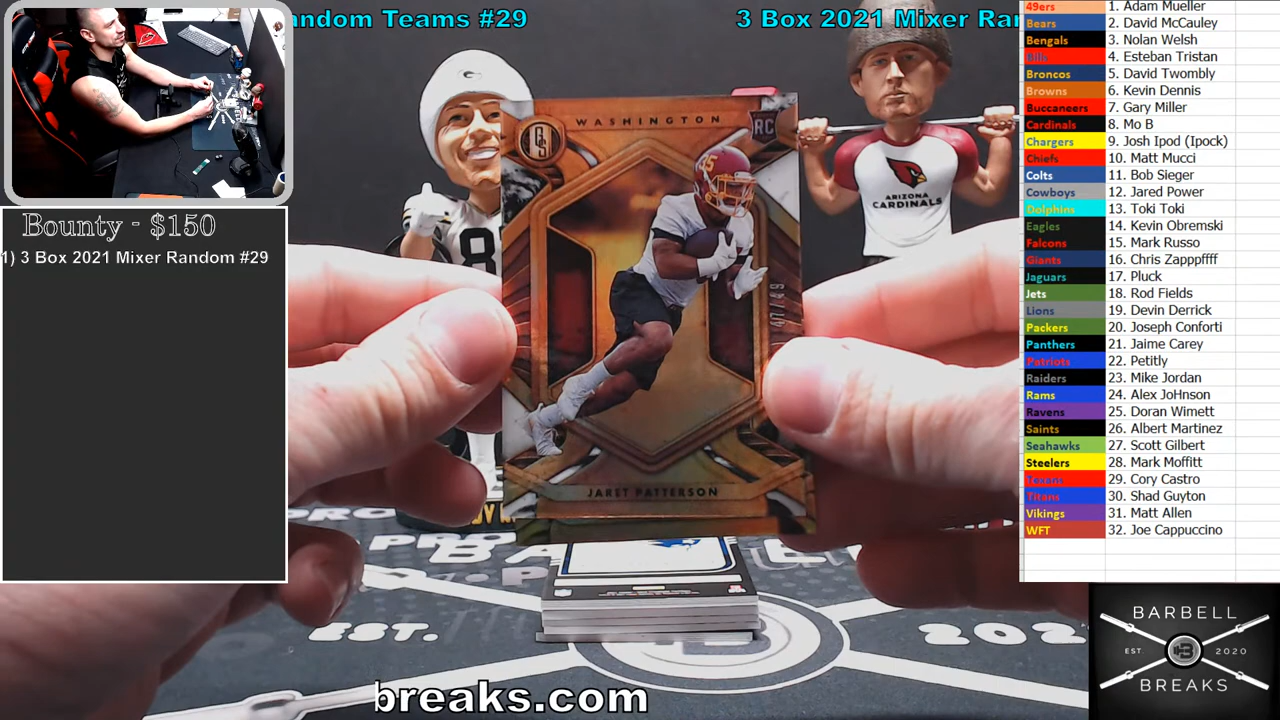 andom Teams #29
3 Box 2021 Mixer Ran
Bounty - $150
1) 3 Box 2021 Mixer Random #29
WASHINGTON
RC
GS
45
JARET PATTERSON
ARIZONA
CARDINALS
8
EST.
202
breaks.com
49ers 1. Adam Mueller
Bears 2. David McCauley
Bengals 3. Nolan Welsh
Bills 4. Esteban Tristan
Broncos 5. David Twombly
Browns 6. Kevin Dennis
Buccaneers 7. Gary Miller
Cardinals 8. Mo B
Chargers 9. Josh Ipod (Ipock)
Chiefs 10. Matt Mucci
Colts 11. Bob Sieger
Cowboys 12. Jared Power
Dolphins 13. Toki Toki
Eagles 14. Kevin Obremski
Falcons 15. Mark Russo
Giants 16. Chris Zapppffff
Jaguars 17. Pluck
Jets 18. Rod Fields
Lions 19. Devin Derrick
Packers 20. Joseph Conforti
Panthers 21. Jaime Carey
Patriots 22. Petitly
Raiders 23. Mike Jordan
Rams 24. Alex JoHnson
Ravens 25. Doran Wimett
Saints 26. Albert Martinez
Seahawks 27. Scott Gilbert
Steelers 28. Mark Moffitt
Texans 29. Cory Castro
Titans 30. Shad Guyton
Vikings 31. Matt Allen
WFT 32. Joe Cappuccino
BARBELL
EST. B 2020
BREAKS